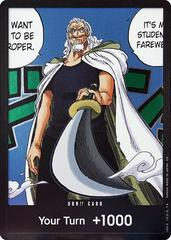 WANT TO BE
ROPER.
IT'S M
STUDEN
FAREWE
DON!! CARD
Your Turn +1000